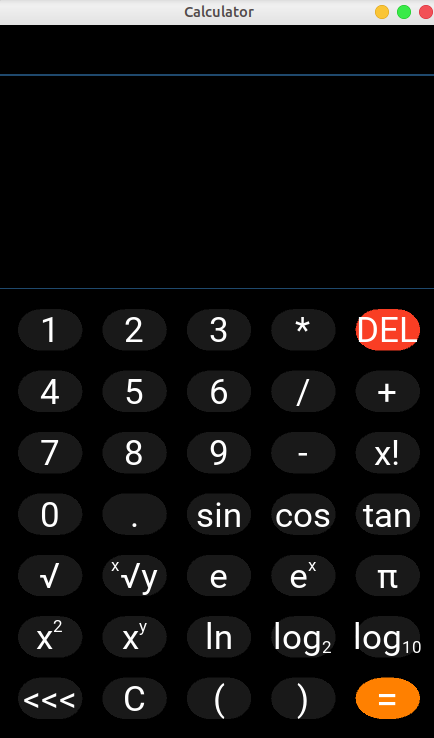 Calculator
1 2 3 * DEL
4 5 6 / +
7 8 9 - x!
0 . sin cos tan
√ ˣ√y e eˣ π
x² xʸ ln log₂ log₁₀
<<< C ( ) =